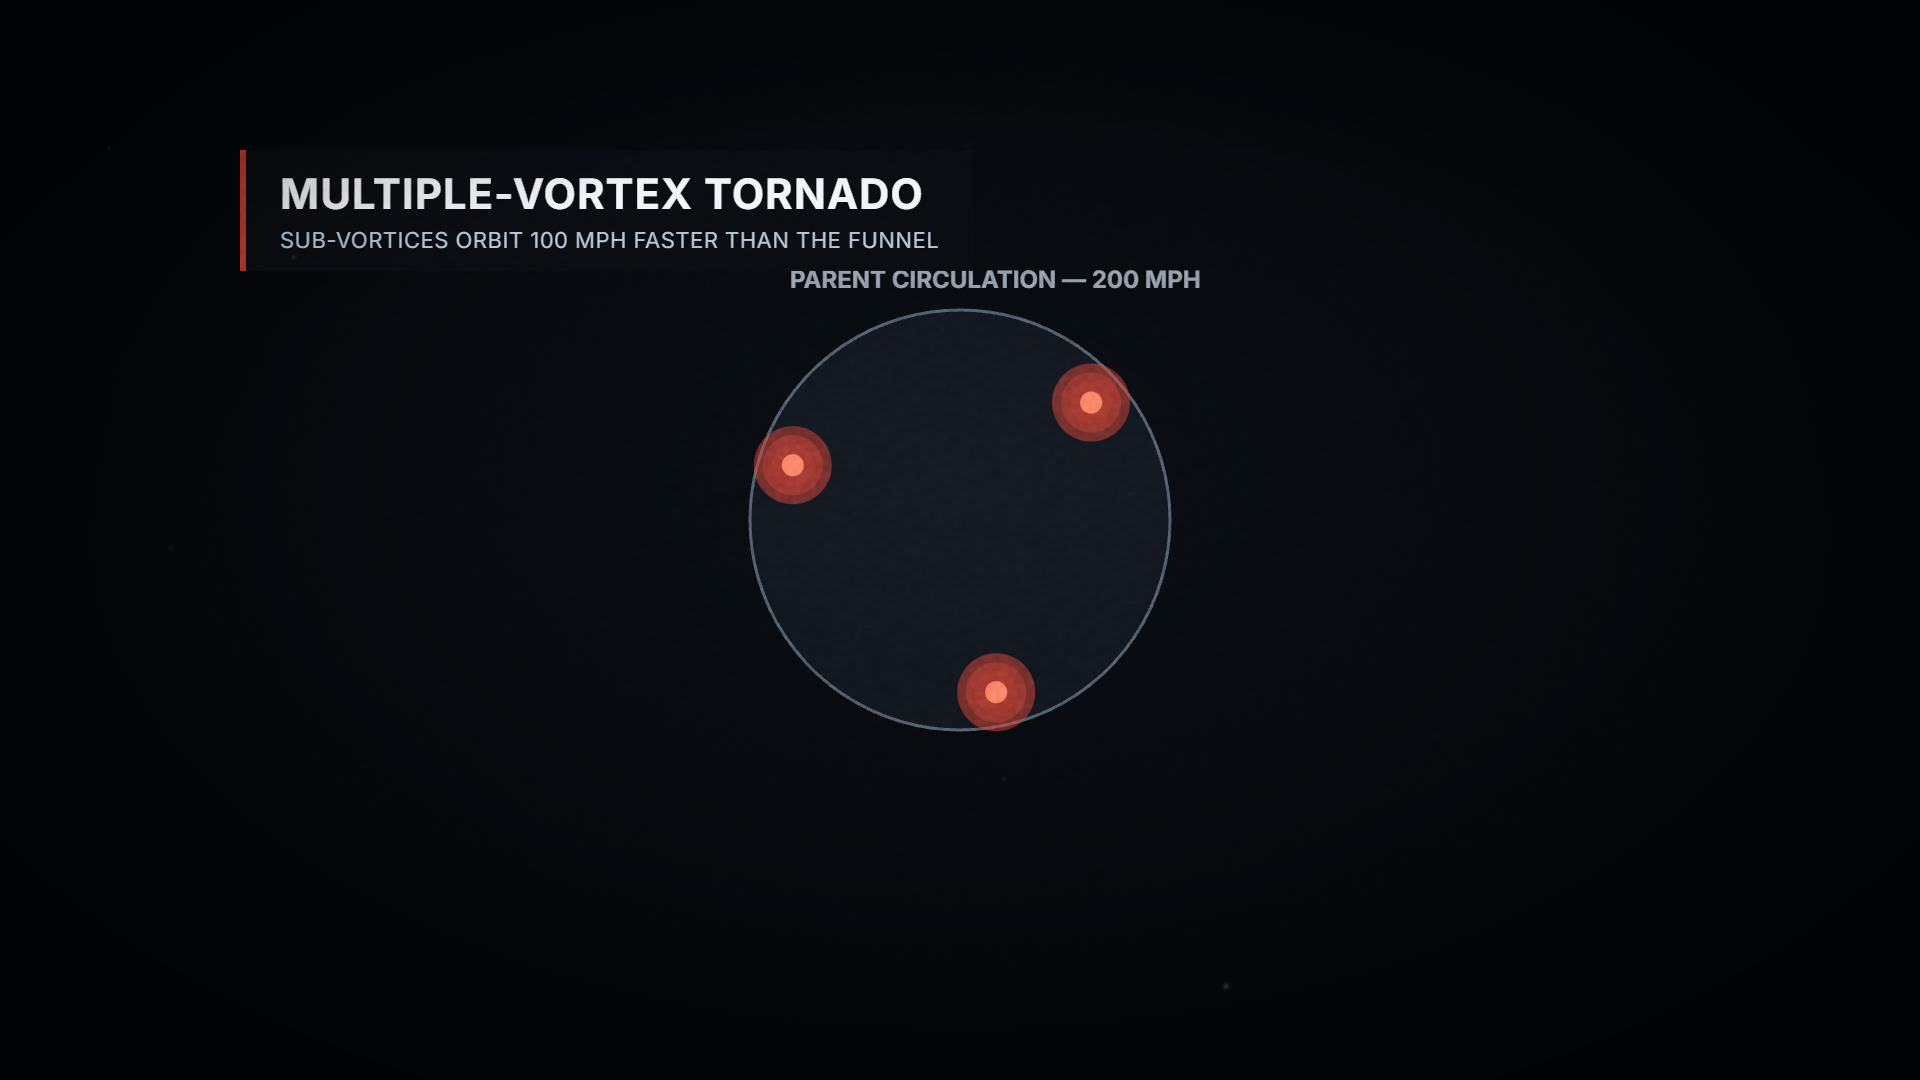 MULTIPLE-VORTEX TORNADO
SUB-VORTICES ORBIT 100 MPH FASTER THAN THE FUNNEL
PARENT CIRCULATION — 200 MPH